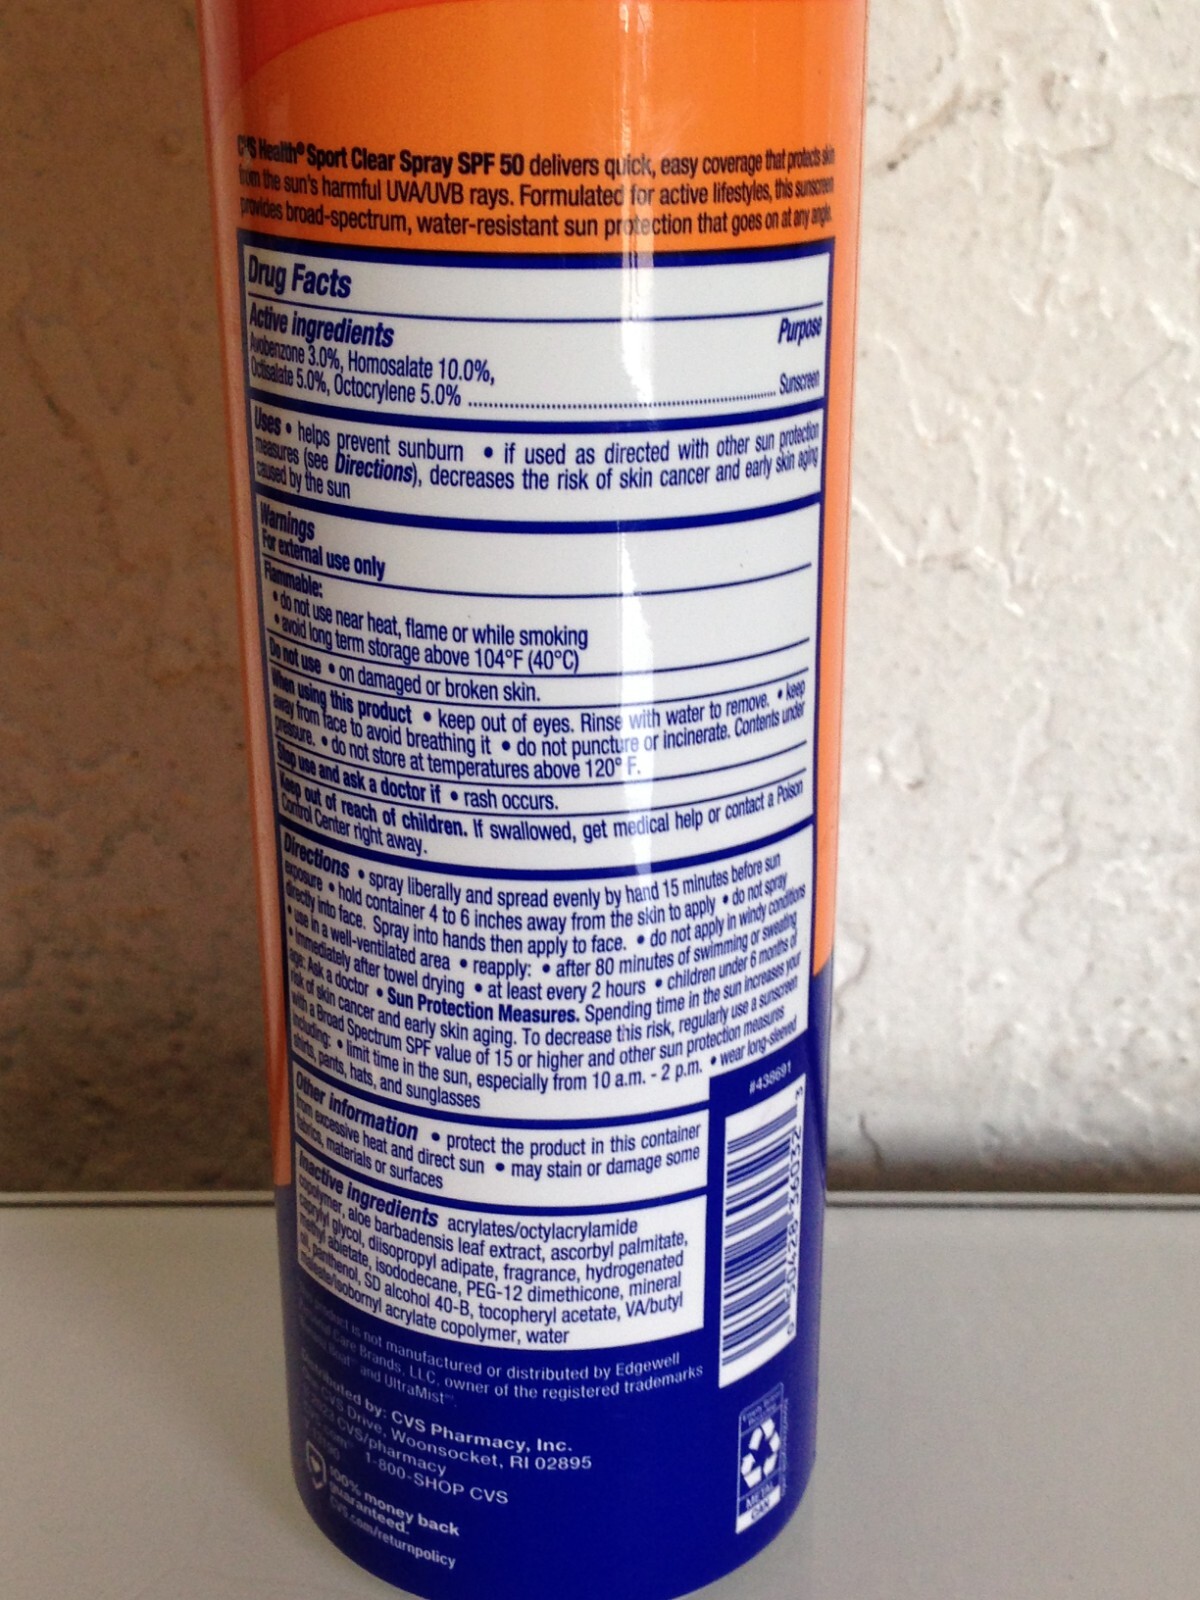 CVS Health® Sport Clear Spray SPF 50 delivers quick, easy coverage that protects skin
from the sun's harmful UVA/UVB rays. Formulated for active lifestyles, this sunscreen
provides broad-spectrum, water-resistant sun protection that goes on at any angle.
Drug Facts
Active ingredients Purpose
Avobenzone 3.0%, Homosalate 10.0%,
Octisalate 5.0%, Octocrylene 5.0% ........ Sunscreen
Uses • helps prevent sunburn • if used as directed with other sun protection
measures (see Directions), decreases the risk of skin cancer and early skin aging
caused by the sun
Warnings
For external use only
Flammable:
• do not use near heat, flame or while smoking
• avoid long term storage above 104°F (40°C)
Do not use • on damaged or broken skin.
When using this product • keep out of eyes. Rinse with water to remove. • keep
away from face to avoid breathing it • do not puncture or incinerate. Contents under
pressure. • do not store at temperatures above 120° F.
Stop use and ask a doctor if • rash occurs.
Keep out of reach of children. If swallowed, get medical help or contact a Poison
Control Center right away.
Directions • spray liberally and spread evenly by hand 15 minutes before sun
exposure • hold container 4 to 6 inches away from the skin to apply • do not spray
directly into face. Spray into hands then apply to face. • do not apply in windy conditions
• use in a well-ventilated area • reapply: • after 80 minutes of swimming or sweating
• immediately after towel drying • at least every 2 hours • children under 6 months of
age: Ask a doctor • Sun Protection Measures. Spending time in the sun increases your
risk of skin cancer and early skin aging. To decrease this risk, regularly use a sunscreen
with a Broad Spectrum SPF value of 15 or higher and other sun protection measures
including: • limit time in the sun, especially from 10 a.m. - 2 p.m. • wear long-sleeved
shirts, pants, hats, and sunglasses
#438691
Other information • protect the product in this container
from excessive heat and direct sun • may stain or damage some
fabrics, materials or surfaces
Inactive ingredients acrylates/octylacrylamide
copolymer, aloe barbadensis leaf extract, ascorbyl palmitate,
caprylyl glycol, diisopropyl adipate, fragrance, hydrogenated
methyl abietate, isododecane, PEG-12 dimethicone, mineral
oil, panthenol, SD alcohol 40-B, tocopheryl acetate, VA/butyl
maleate/isobornyl acrylate copolymer, water
product is not manufactured or distributed by Edgewell
Personal Care Brands, LLC, owner of the registered trademarks
Boat and UltraMist
Distributed by: CVS Pharmacy, Inc.
CVS Drive, Woonsocket, RI 02895
CVS/pharmacy
1-800-SHOP CVS
100% money back
guaranteed.
CVS.com/returnpolicy
METAL
CAN